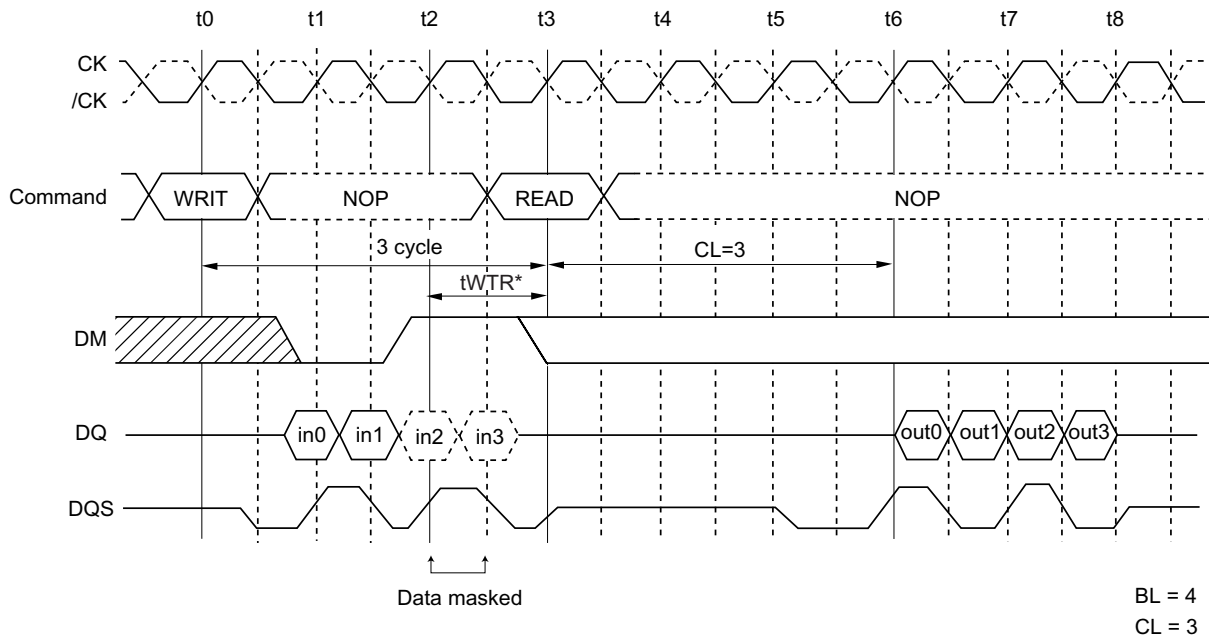 t0 t1 t2 t3 t4 t5 t6 t7 t8
CK
/CK
Command WRIT NOP READ NOP
3 cycle CL=3
tWTR*
DM
DQ in0 in1 in2 in3 out0 out1 out2 out3
DQS
Data masked
BL = 4
CL = 3